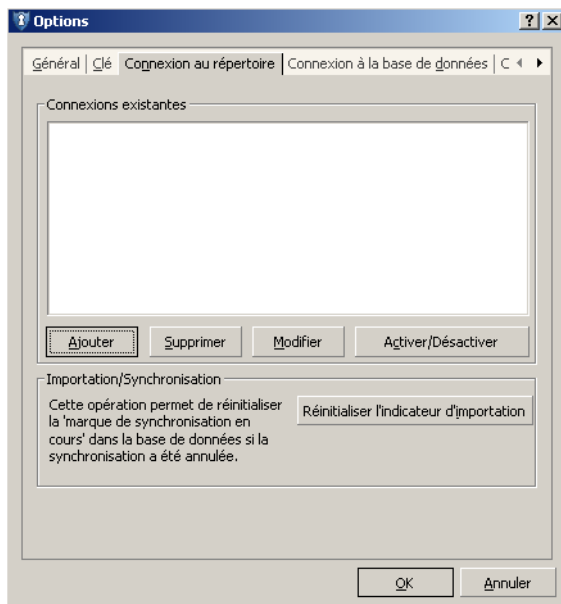 Options
Général
Clé
Connexion au répertoire
Connexion à la base de données
C
Connexions existantes
Ajouter
Supprimer
Modifier
Activer/Désactiver
Importation/Synchronisation
Cette opération permet de réinitialiser
la 'marque de synchronisation en
cours' dans la base de données si la
synchronisation a été annulée.
Réinitialiser l'indicateur d'importation
OK
Annuler